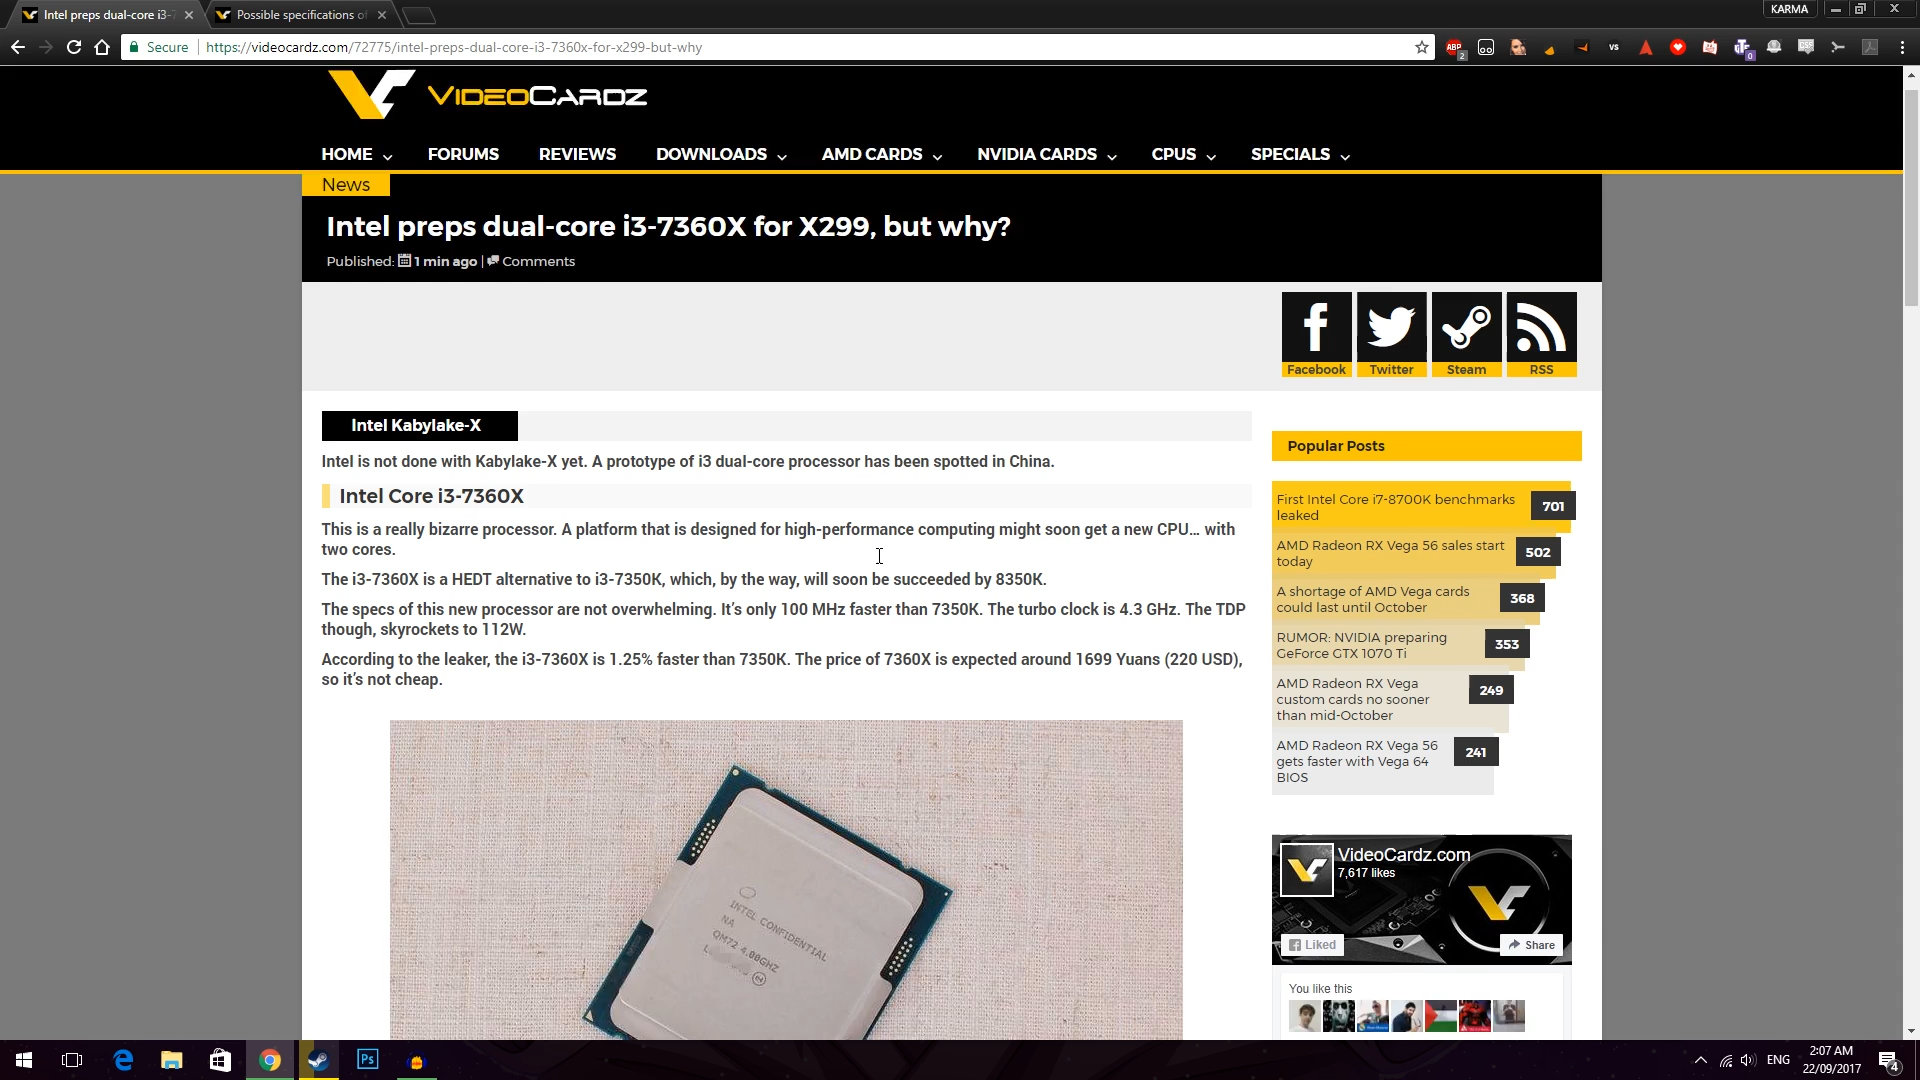 Intel preps dual-core i3-7
Possible specifications of
KARMA
Secure
https://videocardz.com/72775/intel-preps-dual-core-i3-7360x-for-x299-but-why
VIDEOCARDZ
HOME
FORUMS
REVIEWS
DOWNLOADS
AMD CARDS
NVIDIA CARDS
CPUS
SPECIALS
News
Intel preps dual-core i3-7360X for X299, but why?
Published: 1 min ago | Comments
Facebook
Twitter
Steam
RSS
Intel Kabylake-X
Intel is not done with Kabylake-X yet. A prototype of i3 dual-core processor has been spotted in China.
Intel Core i3-7360X
This is a really bizarre processor. A platform that is designed for high-performance computing might soon get a new CPU... with
two cores.
The i3-7360X is a HEDT alternative to i3-7350K, which, by the way, will soon be succeeded by 8350K.
The specs of this new processor are not overwhelming. It's only 100 MHz faster than 7350K. The turbo clock is 4.3 GHz. The TDP
though, skyrockets to 112W.
According to the leaker, the i3-7360X is 1.25% faster than 7350K. The price of 7360X is expected around 1699 Yuans (220 USD),
so it's not cheap.
INTEL CONFIDENTIAL
NA
QM72 4.00GHZ
L
Popular Posts
First Intel Core i7-8700K benchmarks
leaked
701
AMD Radeon RX Vega 56 sales start
today
502
A shortage of AMD Vega cards
could last until October
368
RUMOR: NVIDIA preparing
GeForce GTX 1070 Ti
353
AMD Radeon RX Vega
custom cards no sooner
than mid-October
249
AMD Radeon RX Vega 56
gets faster with Vega 64
BIOS
241
VideoCardz.com
7,617 likes
Liked
Share
You like this
ABP
2
VS
0
Ps
ENG
2:07 AM
22/09/2017
4